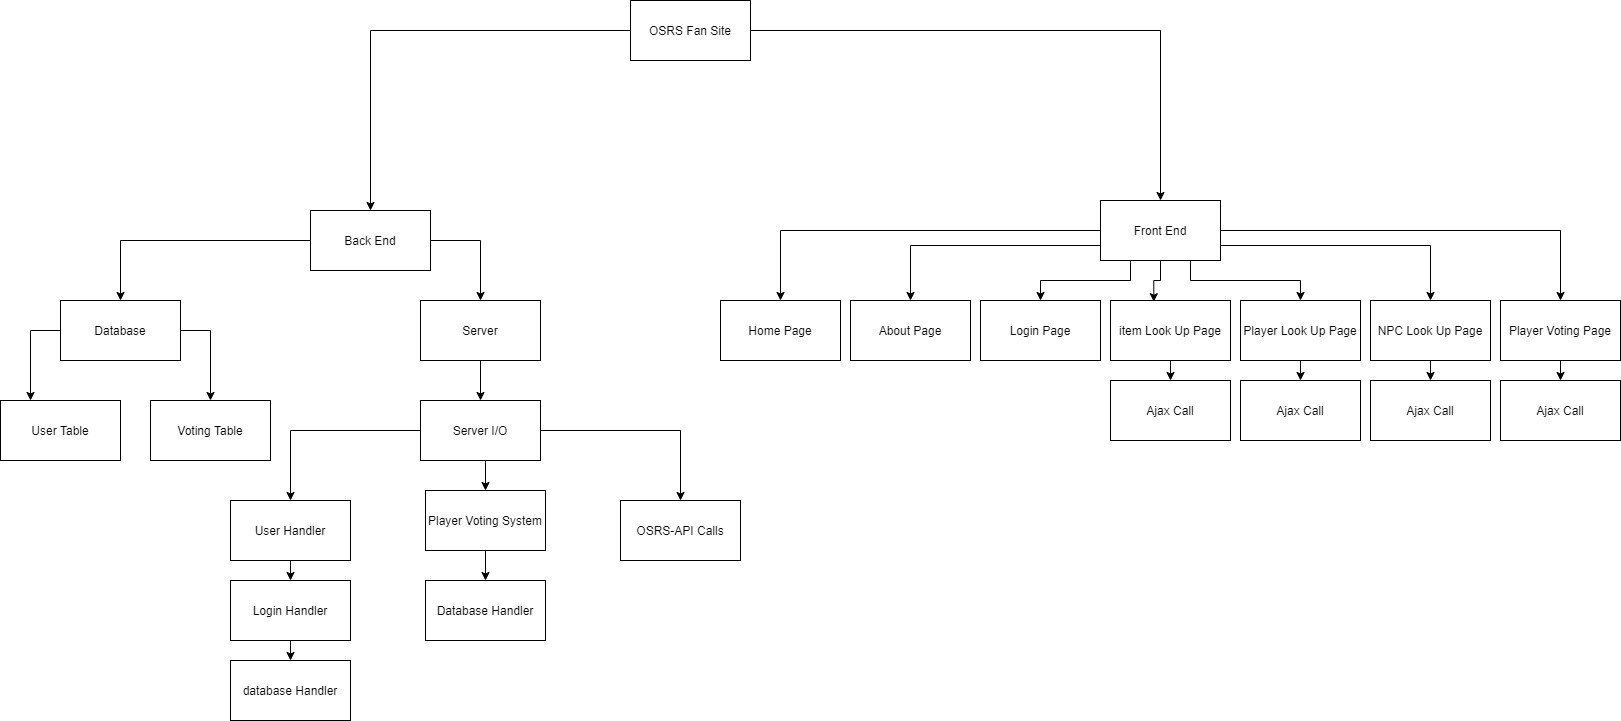 OSRS Fan Site
Back End
Front End
Database
Server
Home Page
About Page
Login Page
item Look Up Page
Player Look Up Page
NPC Look Up Page
Player Voting Page
User Table
Voting Table
Server I/O
Ajax Call
Ajax Call
Ajax Call
Ajax Call
User Handler
Player Voting System
OSRS-API Calls
Login Handler
Database Handler
database Handler